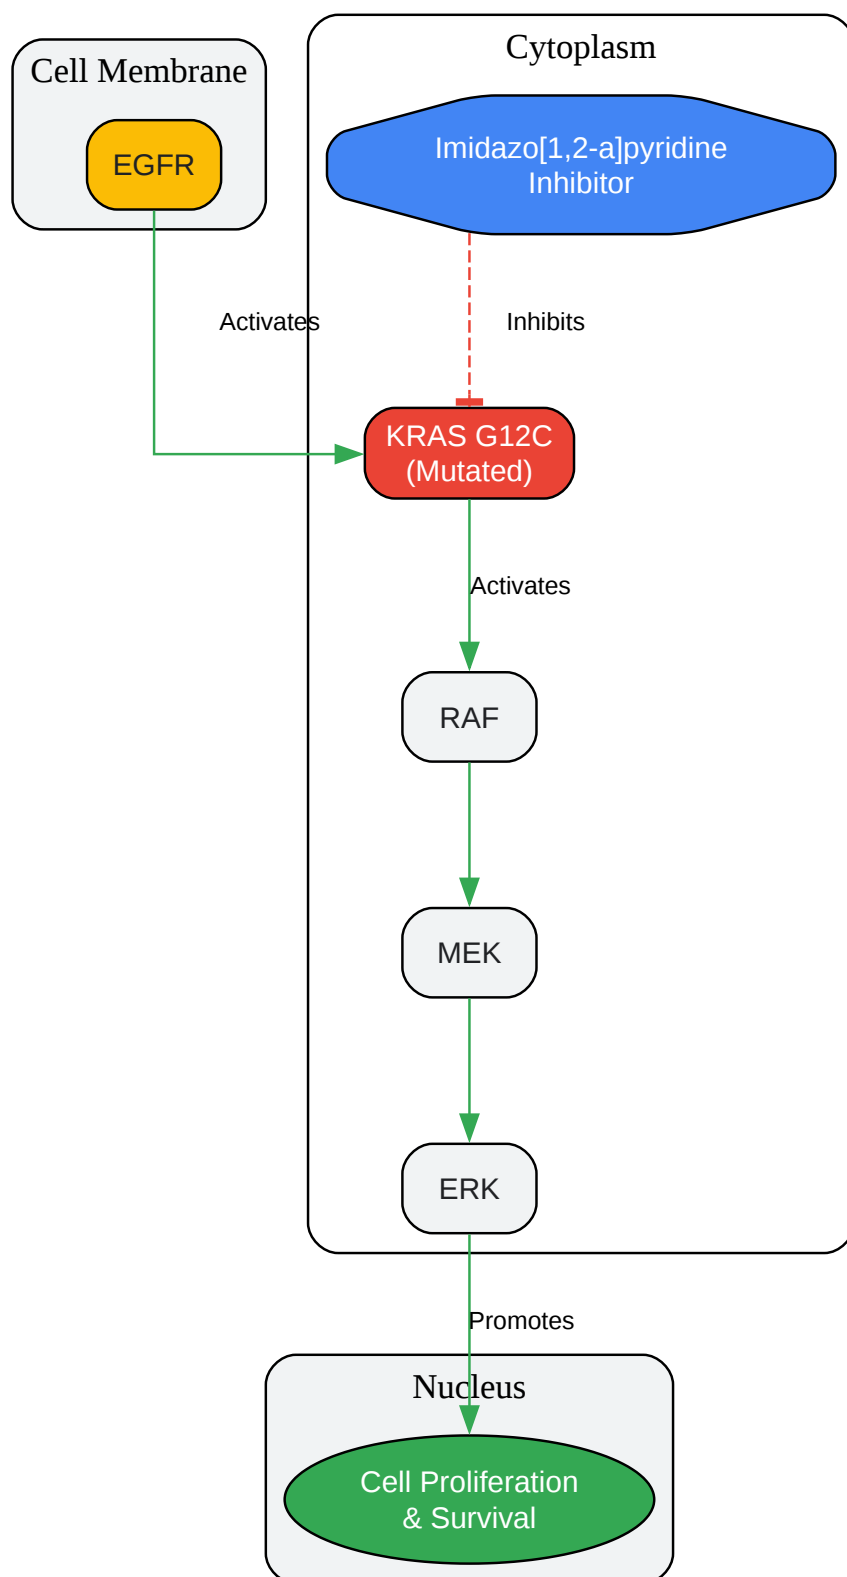 Cytoplasm
Cell Membrane
EGFR
Imidazo[1,2-a]pyridine
Inhibitor
Activates
Inhibits
KRAS G12C
(Mutated)
Activates
RAF
MEK
ERK
Promotes
Nucleus
Cell Proliferation
& Survival